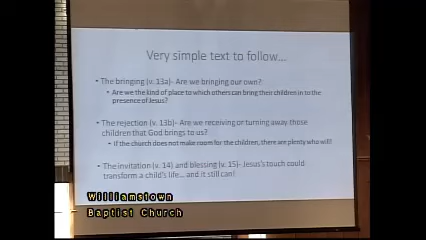 Very simple text to follow...
• The bringing (v. 13a)- Are we bringing our own?
• Are we the kind of place to which others can bring their children in to the
presence of Jesus?
• The rejection (v. 13b)- Are we receiving or turning away those
children that God brings to us?
• If the church does not make room for the children, there are plenty who will!
• The invitation (v. 14) and blessing (v. 15)- Jesus's touch could
transform a child's life... and it still can!
Williamstown
Baptist Church